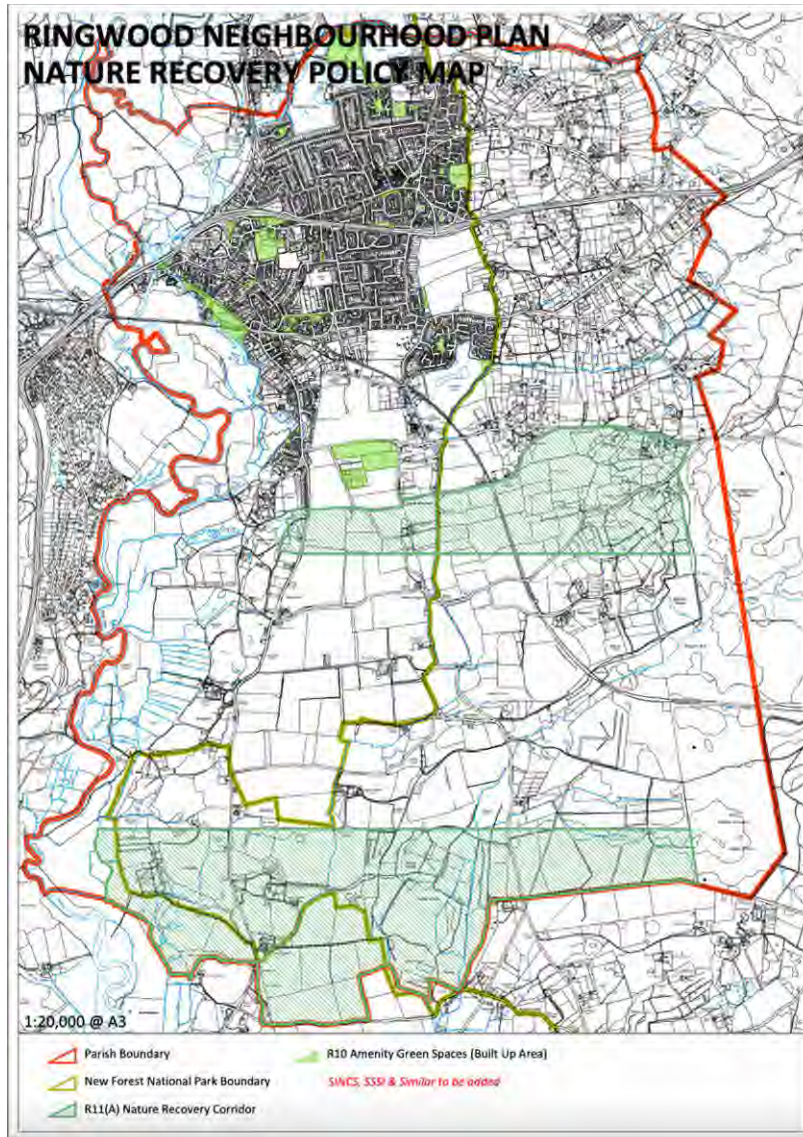 RINGWOOD NEIGHBOURHOOD PLAN
NATURE RECOVERY POLICY MAP
1:20,000 @ A3
Parish Boundary
R10 Amenity Green Spaces (Built Up Area)
New Forest National Park Boundary
SINCS, SSSI & Similar to be added
R11(A) Nature Recovery Corridor